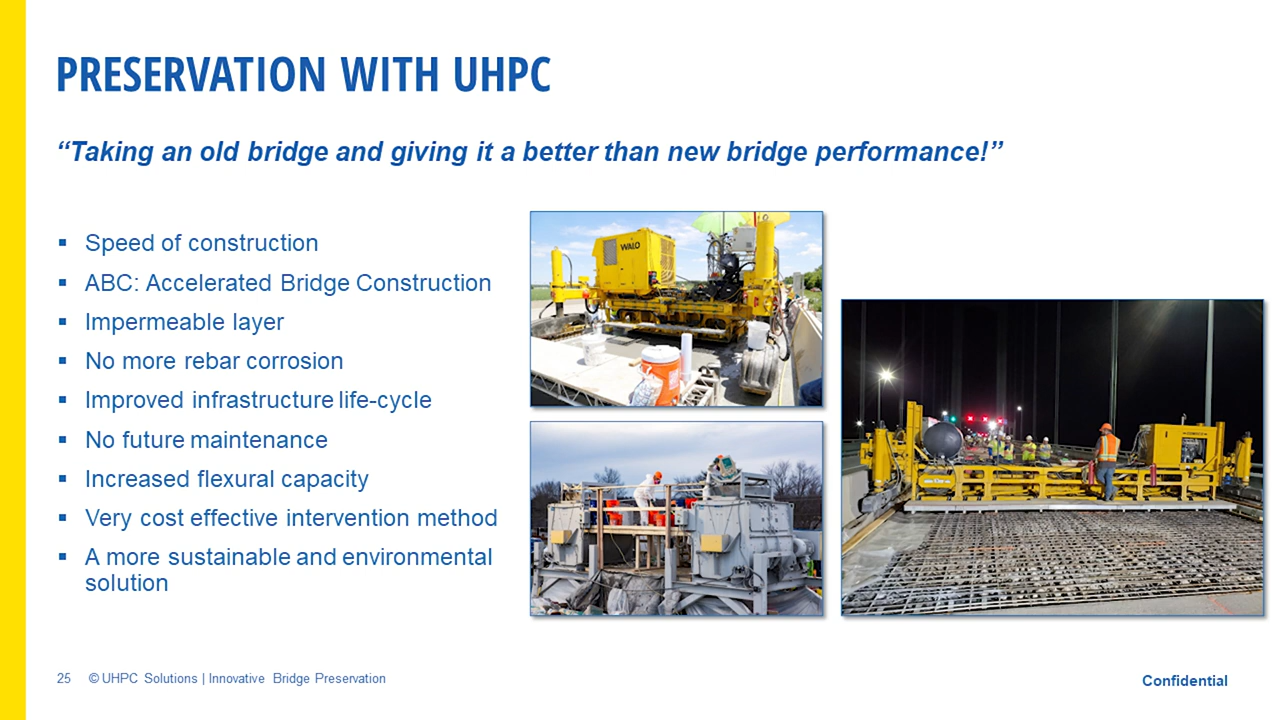 PRESERVATION WITH UHPC
“Taking an old bridge and giving it a better than new bridge performance!”
▪ Speed of construction
▪ ABC: Accelerated Bridge Construction
▪ Impermeable layer
▪ No more rebar corrosion
▪ Improved infrastructure life-cycle
▪ No future maintenance
▪ Increased flexural capacity
▪ Very cost effective intervention method
▪ A more sustainable and environmental
solution
WALO
25 © UHPC Solutions | Innovative Bridge Preservation
Confidential